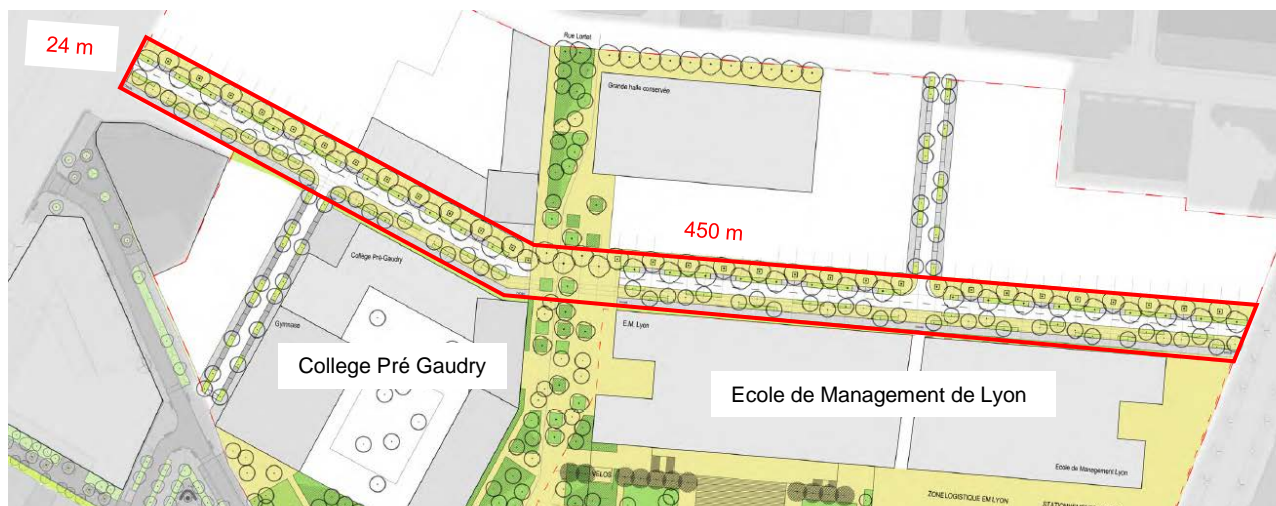 24 m
Rue Lortet
Grande halle conservée
450 m
Collège Pré-Gaudry
Gymnase
E.M. Lyon
College Pré Gaudry
Ecole de Management de Lyon
Ecole de Management Lyon
VELOS
ZONE LOGISTIQUE EM LYON